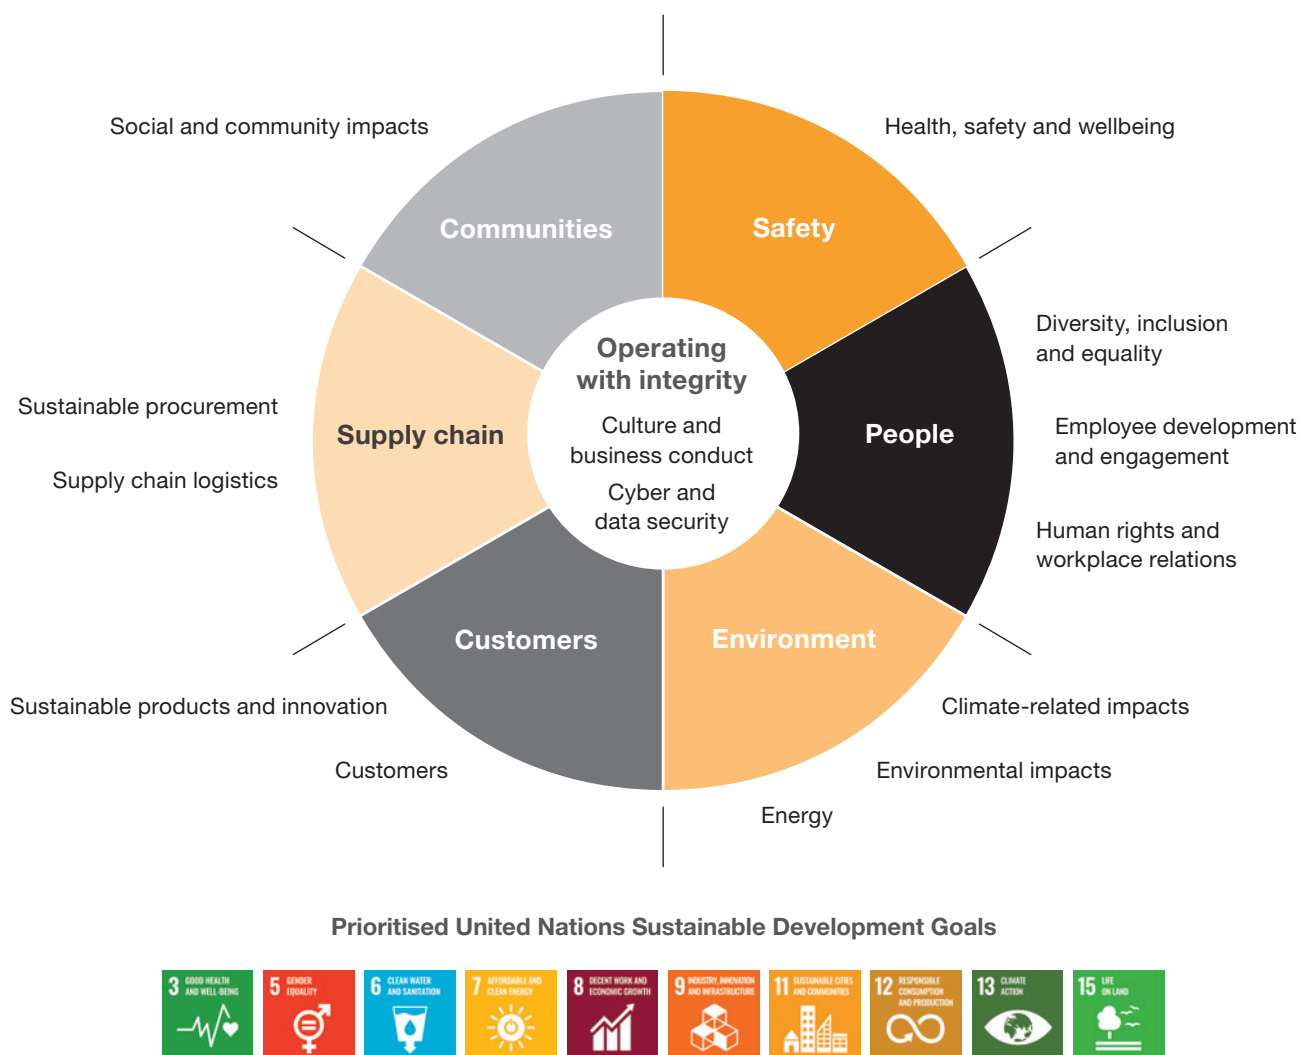 Social and community impacts
Health, safety and wellbeing
Communities
Safety
Diversity, inclusion
and equality
Operating
with integrity
Sustainable procurement
Supply chain
Culture and
business conduct
People
Employee development
and engagement
Supply chain logistics
Cyber and
data security
Human rights and
workplace relations
Customers
Environment
Sustainable products and innovation
Climate-related impacts
Customers
Environmental impacts
Energy
Prioritised United Nations Sustainable Development Goals
3 GOOD HEALTH
AND WELL-BEING
5 GENDER
EQUALITY
6 CLEAN WATER
AND SANITATION
7 AFFORDABLE AND
CLEAN ENERGY
8 DECENT WORK AND
ECONOMIC GROWTH
9 INDUSTRY, INNOVATION
AND INFRASTRUCTURE
11 SUSTAINABLE CITIES
AND COMMUNITIES
12 RESPONSIBLE
CONSUMPTION
AND PRODUCTION
13 CLIMATE
ACTION
15 LIFE
ON LAND